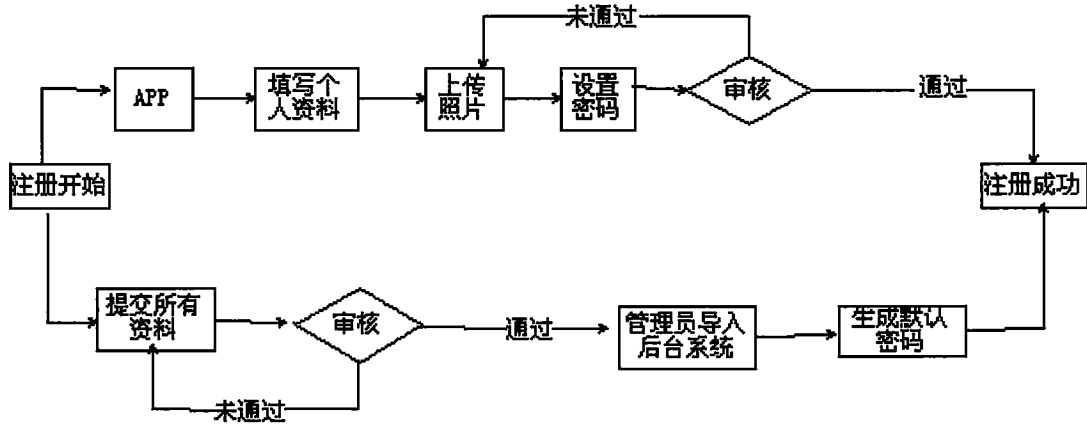 未通过
APP
填写个
人资料
上传
照片
设置
密码
审核
通过
注册开始
注册成功
提交所有
资料
审核
通过
管理员导入
后台系统
生成默认
密码
未通过